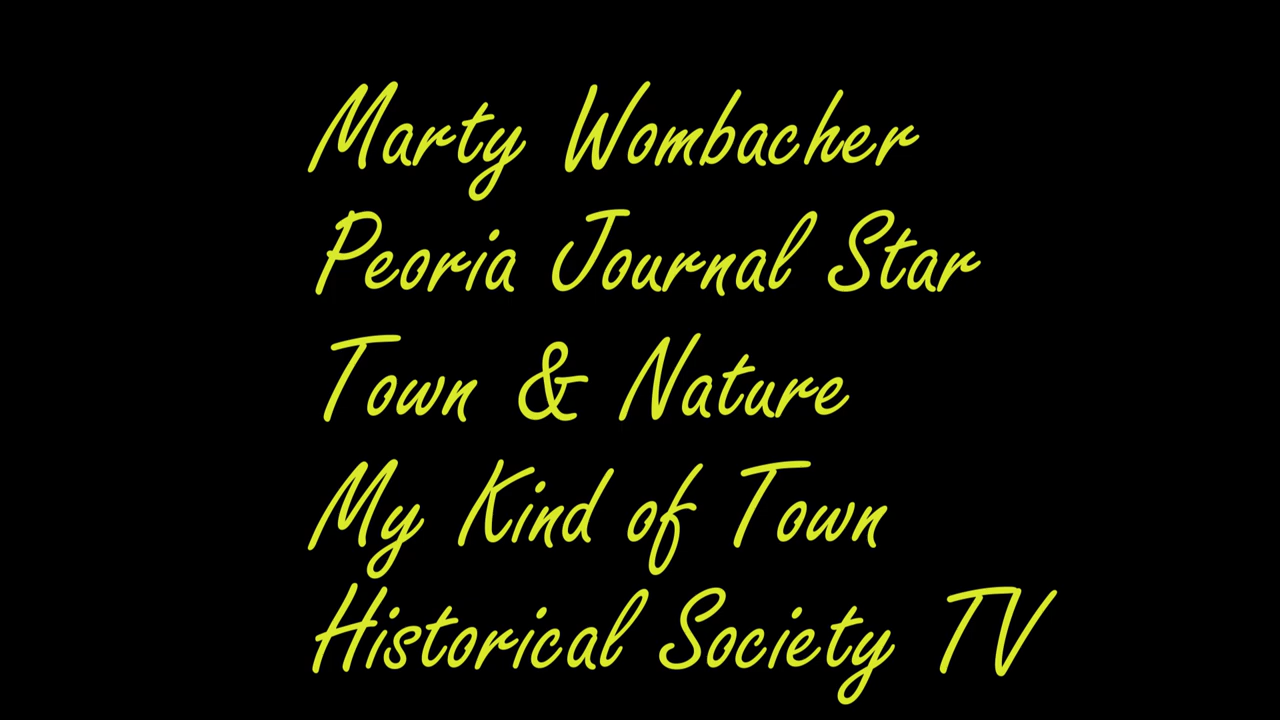 Marty Wombacher
Peoria Journal Star
Town & Nature
My Kind of Town
Historical Society TV